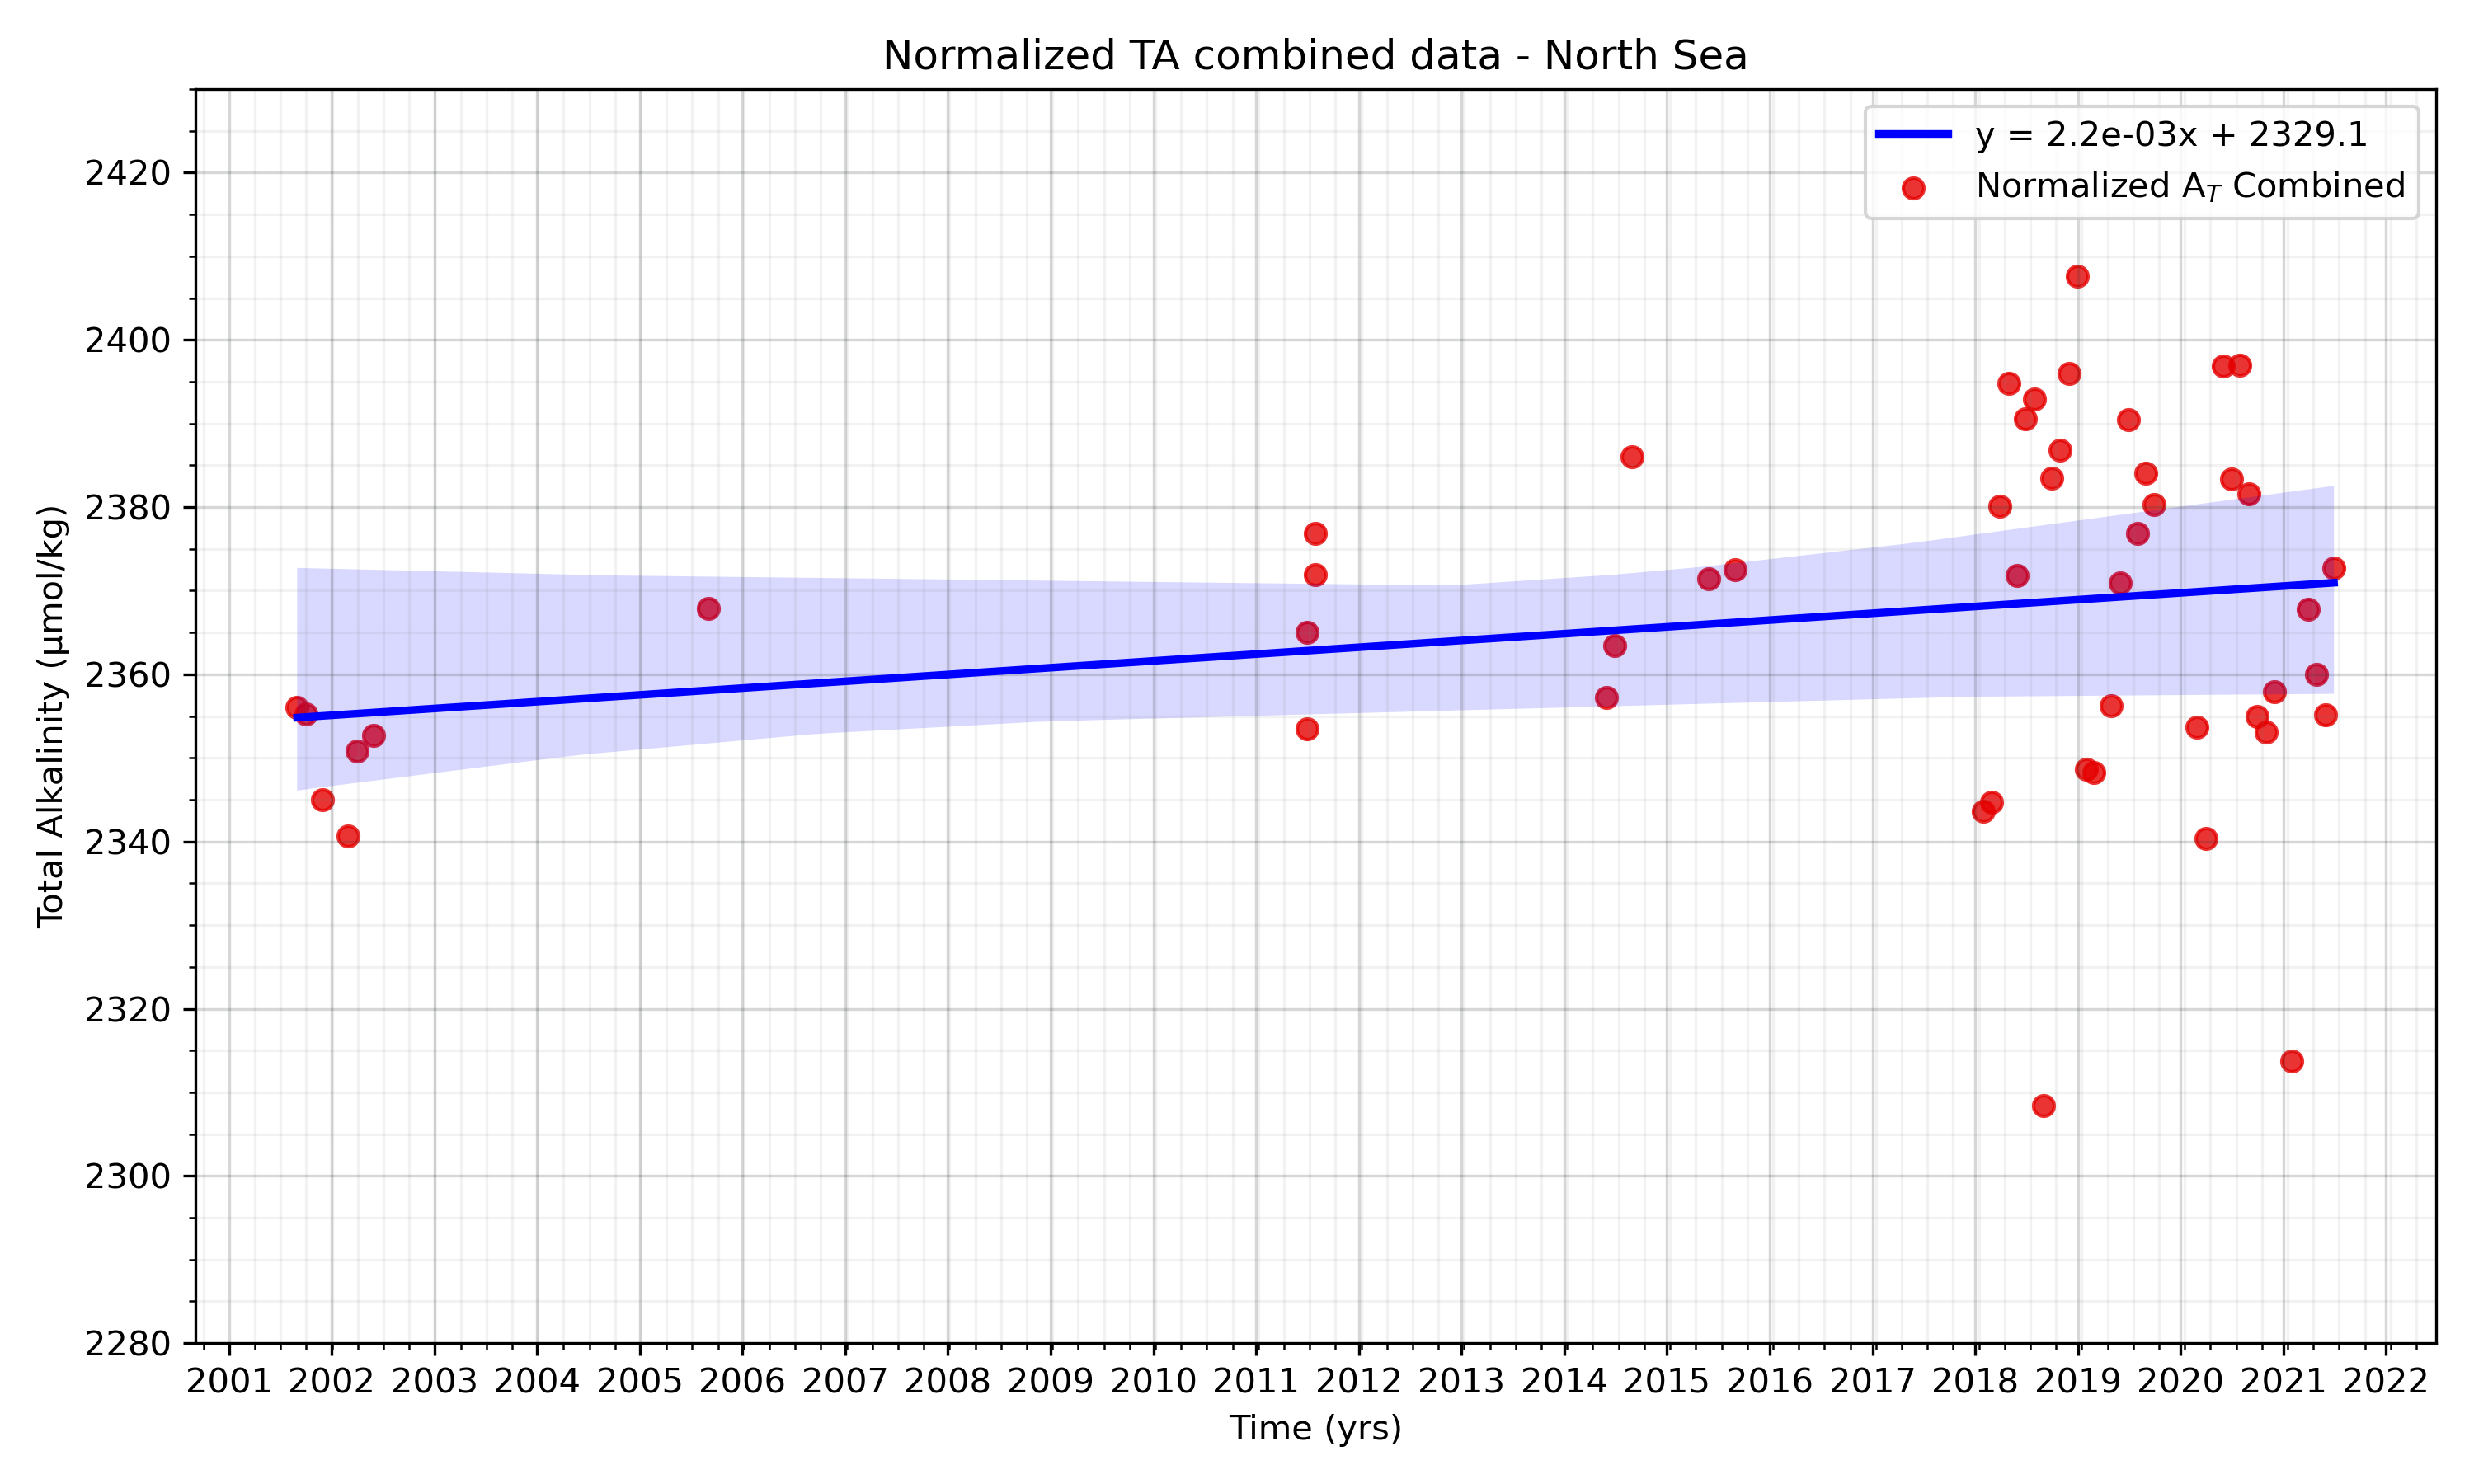 Normalized TA combined data - North Sea
y = 2.2e-03x + 2329.1
Normalized A_T Combined
Total Alkalinity (μmol/kg)
2420
2400
2380
2360
2340
2320
2300
2280
2001 2002 2003 2004 2005 2006 2007 2008 2009 2010 2011 2012 2013 2014 2015 2016 2017 2018 2019 2020 2021 2022
Time (yrs)